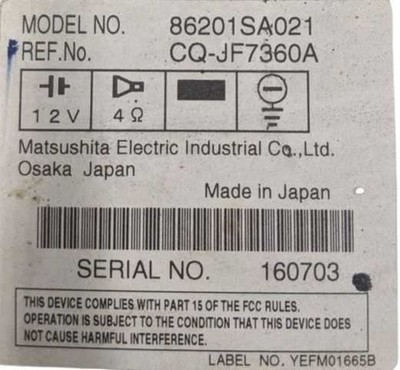 MODEL NO. 86201SA021
REF.No. CQ-JF7360A
12V 4Ω
Matsushita Electric Industrial Co.,Ltd.
Osaka Japan
Made in Japan
SERIAL NO. 160703
THIS DEVICE COMPLIES WITH PART 15 OF THE FCC RULES.
OPERATION IS SUBJECT TO THE CONDITION THAT THIS DEVICE DOES
NOT CAUSE HARMFUL INTERFERENCE.
LABEL NO. YEFM01665B